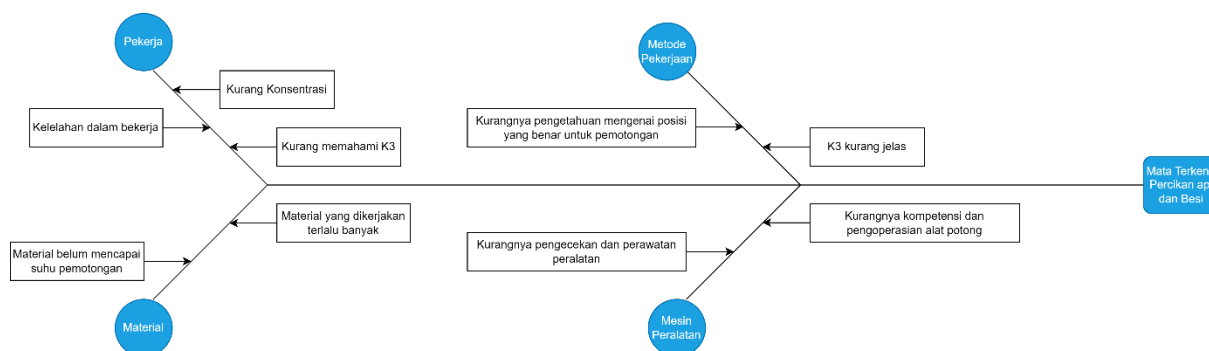 Pekerja
Metode
Pekerjaan
Kurang Konsentrasi
Kelelahan dalam bekerja
Kurang memahami K3
Kurangnya pengetahuan mengenai posisi
yang benar untuk pemotongan
K3 kurang jelas
Mata Terken
Percikan ap
dan Besi
Material yang dikerjakan
terlalu banyak
Material belum mencapai
suhu pemotongan
Kurangnya kompetensi dan
pengoperasian alat potong
Kurangnya pengecekan dan perawatan
peralatan
Material
Mesin
Peralatan